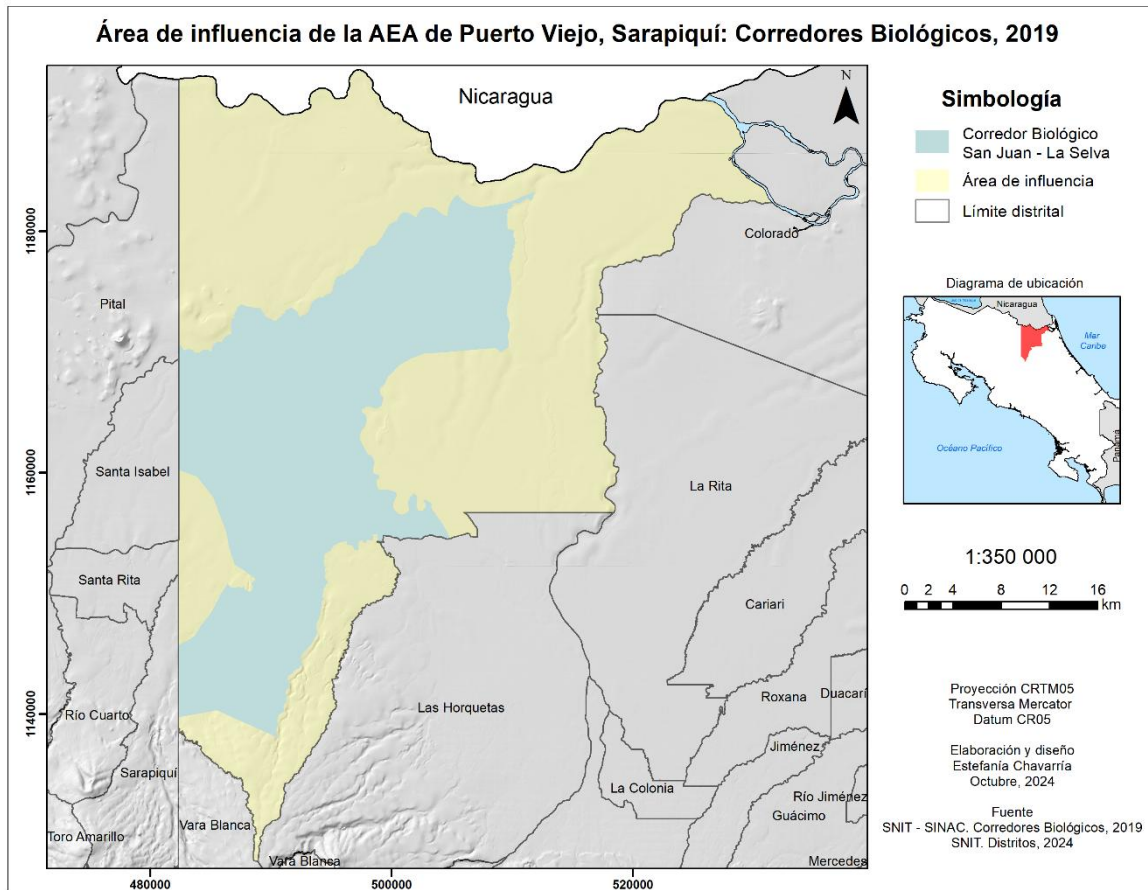 Área de influencia de la AEA de Puerto Viejo, Sarapiquí: Corredores Biológicos, 2019
Nicaragua
N
Colorado
Pital
Santa Isabel
La Rita
Santa Rita
Cariari
Roxana
Duacarí
Río Cuarto
Las Horquetas
Jiménez
Sarapiquí
La Colonia
Río Jiménez
Guácimo
Toro Amarillo
Vara Blanca
Vara Blanca
Mercedes
1180000
1160000
1140000
480000
500000
520000
Simbología
Corredor Biológico
San Juan - La Selva
Área de influencia
Límite distrital
Diagrama de ubicación
Nicaragua
Mar
Caribe
Océano Pacífico
Panamá
1:350 000
0 2 4 8 12 16
km
Proyección CRTM05
Transversa Mercator
Datum CR05
Elaboración y diseño
Estefanía Chavarría
Octubre, 2024
Fuente
SNIT - SINAC. Corredores Biológicos, 2019
SNIT. Distritos, 2024